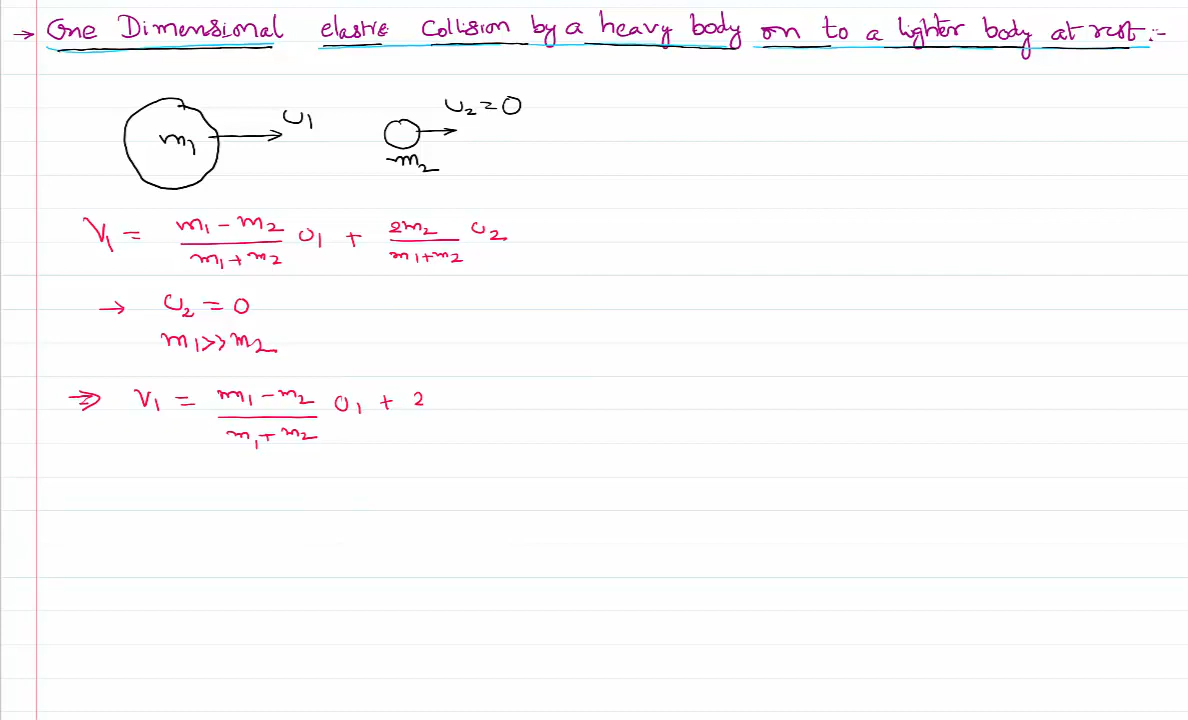 → One Dimensional elastic Collision by a heavy body on to a lighter body at rest :-
m₁ → u₁ u₂ = 0
m₂
V₁ = (m₁ - m₂)/(m₁ + m₂) u₁ + (2m₂)/(m₁ + m₂) u₂
→ u₂ = 0
m₁ >> m₂
⇒ V₁ = (m₁ - m₂)/(m₁ + m₂) u₁ + 2